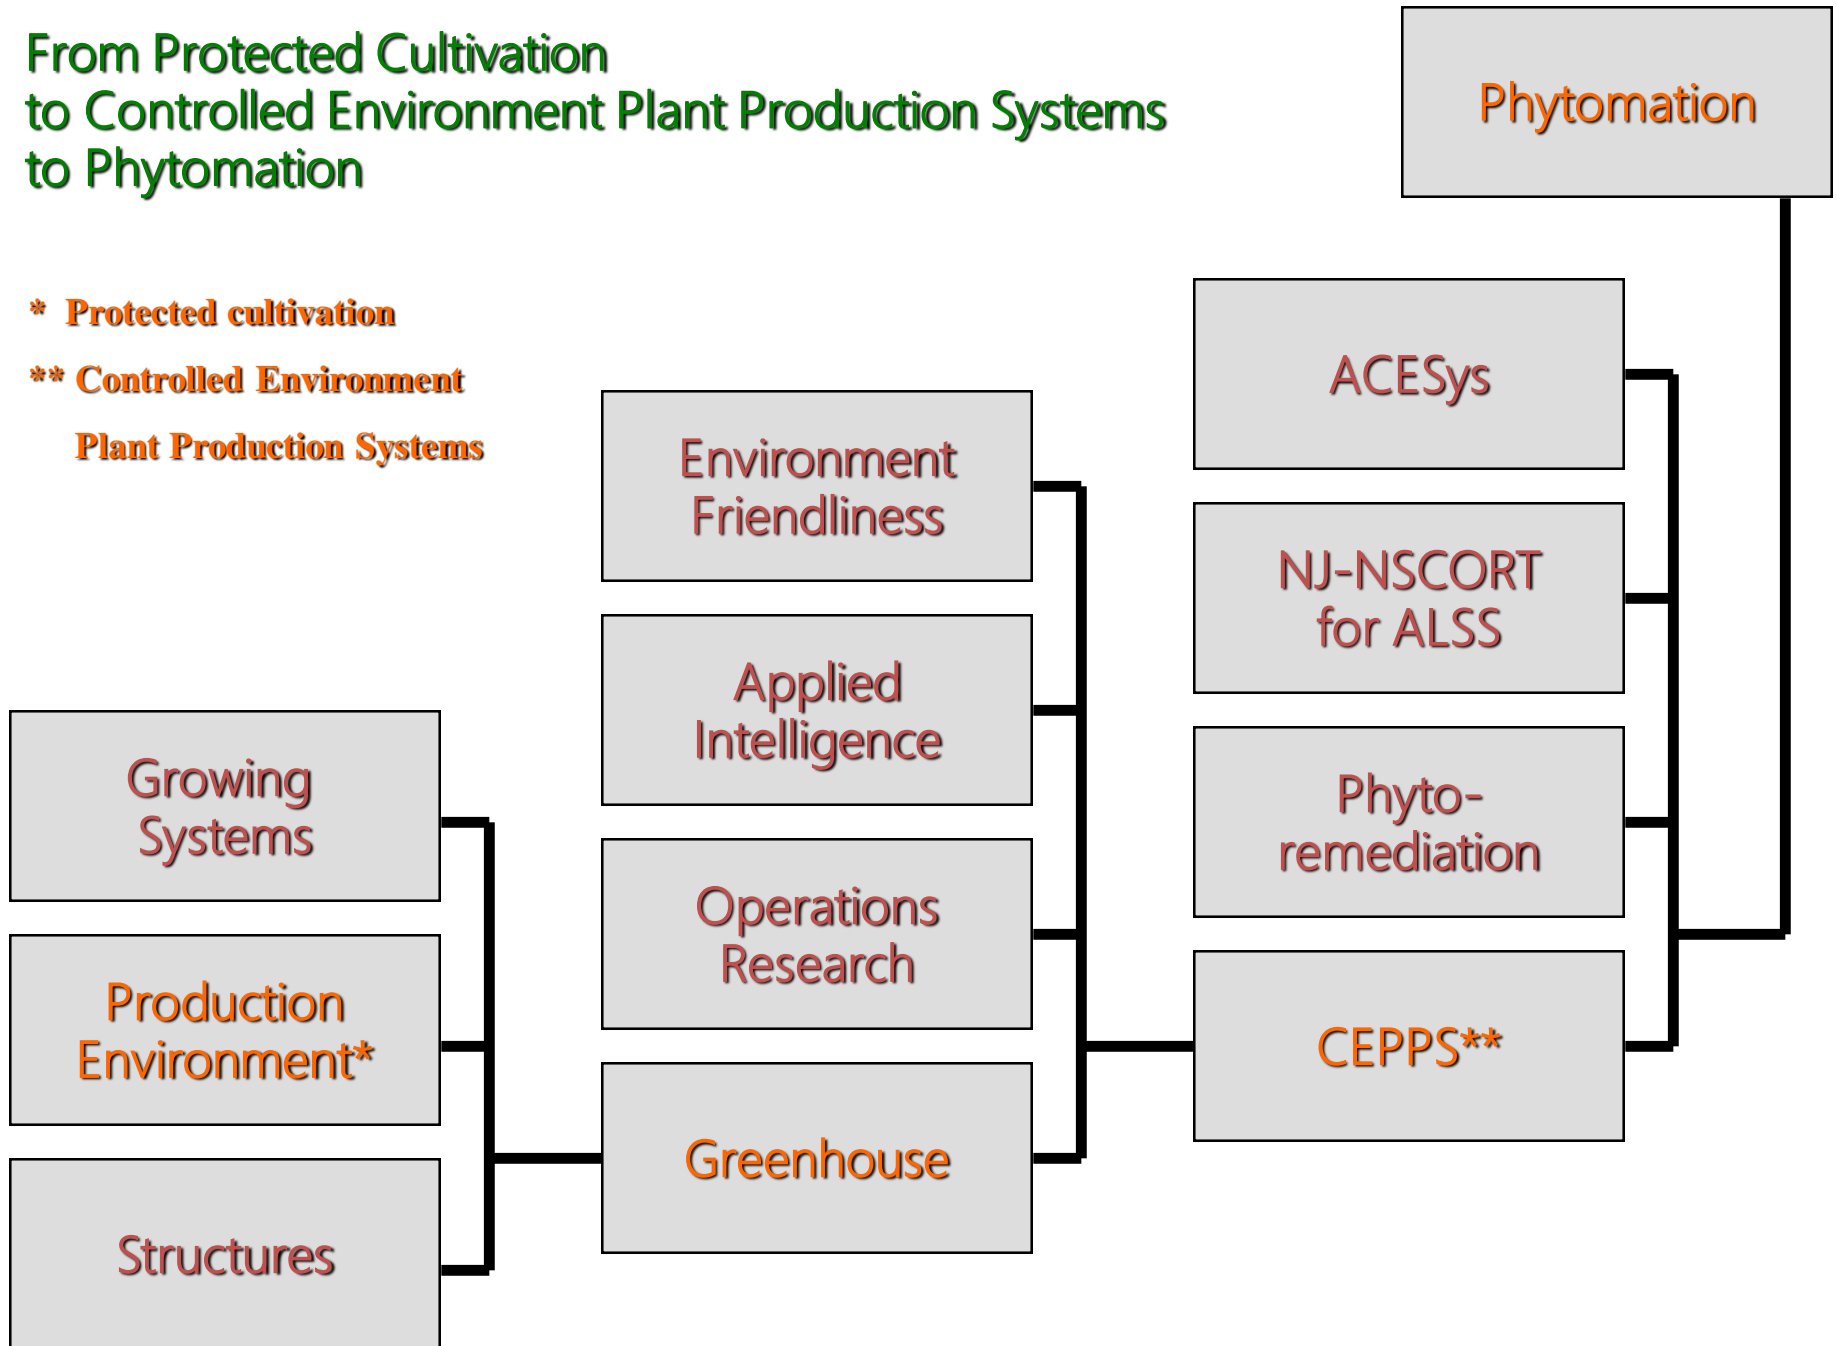 From Protected Cultivation
to Controlled Environment Plant Production Systems
to Phytomation
Phytomation
* Protected cultivation
** Controlled Environment
Plant Production Systems
Growing
Systems
Production
Environment*
Structures
Environment
Friendliness
Applied
Intelligence
Operations
Research
Greenhouse
ACESys
NJ-NSCORT
for ALSS
Phyto-
remediation
CEPPS**